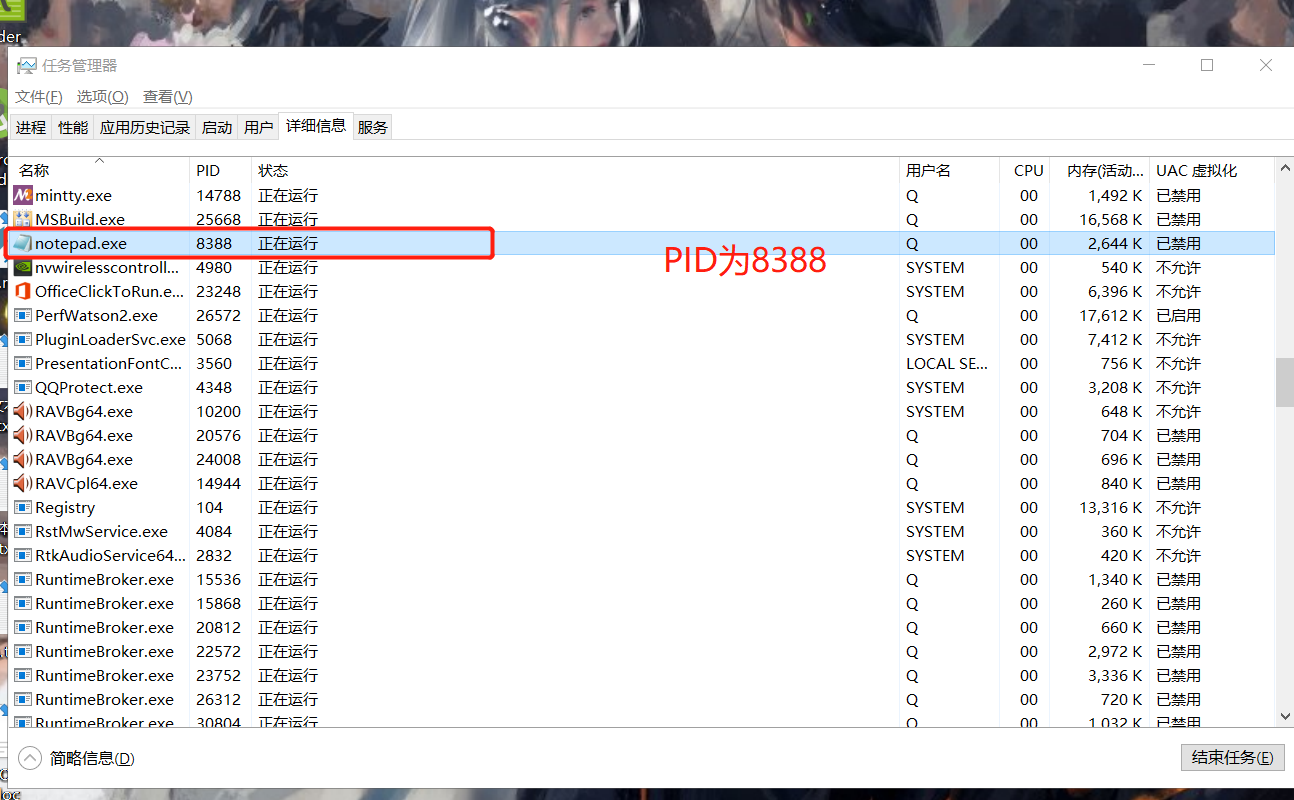 der
任务管理器
文件(F) 选项(O) 查看(V)
进程 性能 应用历史记录 启动 用户 详细信息 服务
名称 PID 状态 用户名 CPU 内存(活动... UAC 虚拟化
mintty.exe 14788 正在运行 Q 00 1,492 K 已禁用
MSBuild.exe 25668 正在运行 Q 00 16,568 K 已禁用
notepad.exe 8388 正在运行 Q 00 2,644 K 已禁用
PID为8388
nvwirelesscontroll... 4980 正在运行 SYSTEM 00 540 K 不允许
OfficeClickToRun.e... 23248 正在运行 SYSTEM 00 6,396 K 不允许
PerfWatson2.exe 26572 正在运行 Q 00 17,612 K 已启用
PluginLoaderSvc.exe 5068 正在运行 SYSTEM 00 7,412 K 不允许
PresentationFontC... 3560 正在运行 LOCAL SE... 00 756 K 不允许
QQProtect.exe 4348 正在运行 SYSTEM 00 3,208 K 不允许
RAVBg64.exe 10200 正在运行 SYSTEM 00 648 K 不允许
RAVBg64.exe 20576 正在运行 Q 00 704 K 已禁用
RAVBg64.exe 24008 正在运行 Q 00 696 K 已禁用
RAVCpl64.exe 14944 正在运行 Q 00 840 K 已禁用
Registry 104 正在运行 SYSTEM 00 13,316 K 不允许
RstMwService.exe 4084 正在运行 SYSTEM 00 360 K 不允许
RtkAudioService64... 2832 正在运行 SYSTEM 00 420 K 不允许
RuntimeBroker.exe 15536 正在运行 Q 00 1,340 K 已禁用
RuntimeBroker.exe 15868 正在运行 Q 00 260 K 已禁用
RuntimeBroker.exe 20812 正在运行 Q 00 660 K 已禁用
RuntimeBroker.exe 22572 正在运行 Q 00 2,972 K 已禁用
RuntimeBroker.exe 23752 正在运行 Q 00 3,336 K 已禁用
RuntimeBroker.exe 26312 正在运行 Q 00 720 K 已禁用
RuntimeBroker.exe 30804 正在运行 Q 00 1,032 K 已禁用
简略信息(D) 结束任务(E)